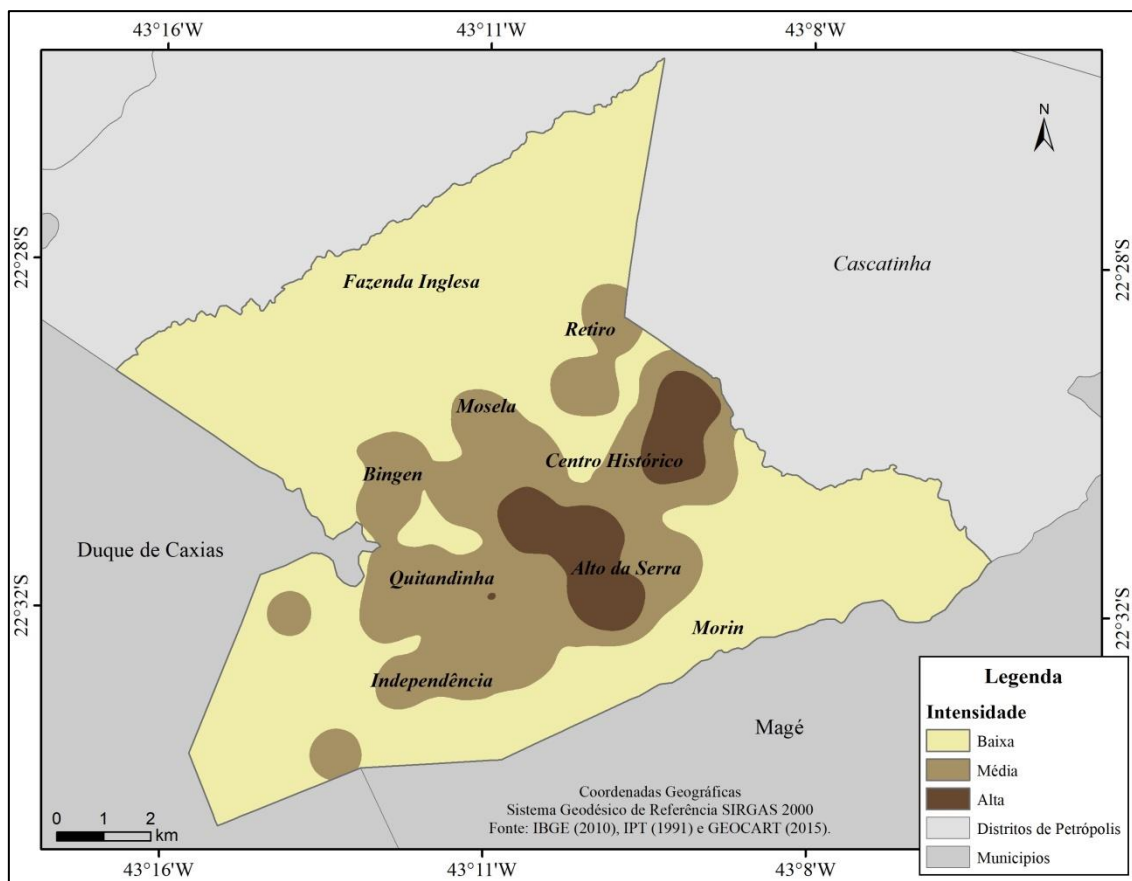 43°16'W 43°11'W 43°8'W
N
22°28'S 22°28'S
Cascatinha
Fazenda Inglesa
Retiro
Mosela
Centro Histórico
Bingen
Duque de Caxias
Alto da Serra
Quitandinha
22°32'S 22°32'S
Morin
Independência
Magé
Legenda
Intensidade
Baixa
Média
Alta
Distritos de Petrópolis
Municipios
Coordenadas Geográficas
Sistema Geodésico de Referência SIRGAS 2000
Fonte: IBGE (2010), IPT (1991) e GEOCART (2015).
0 1 2
km
43°16'W 43°11'W 43°8'W